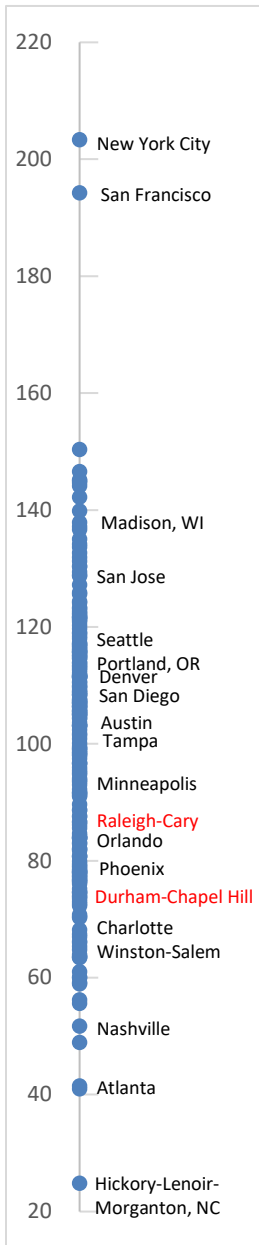 220
New York City
200
San Francisco
180
160
140
Madison, WI
San Jose
120
Seattle
Portland, OR
Denver
San Diego
Austin
100
Tampa
Minneapolis
Raleigh-Cary
Orlando
80
Phoenix
Durham-Chapel Hill
Charlotte
Winston-Salem
60
Nashville
40
Atlanta
Hickory-Lenoir-
20
Morganton, NC